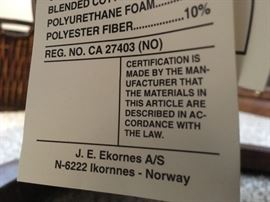 BLENDED COTT
POLYURETHANE FOAM
POLYESTER FIBER..............10%
REG. NO. CA 27403 (NO)
CERTIFICATION IS
MADE BY THE MAN-
UFACTURER THAT
THE MATERIALS IN
THIS ARTICLE ARE
DESCRIBED IN AC-
CORDANCE WITH
THE LAW.
J. E. Ekornes A/S
N-6222 Ikornnes - Norway